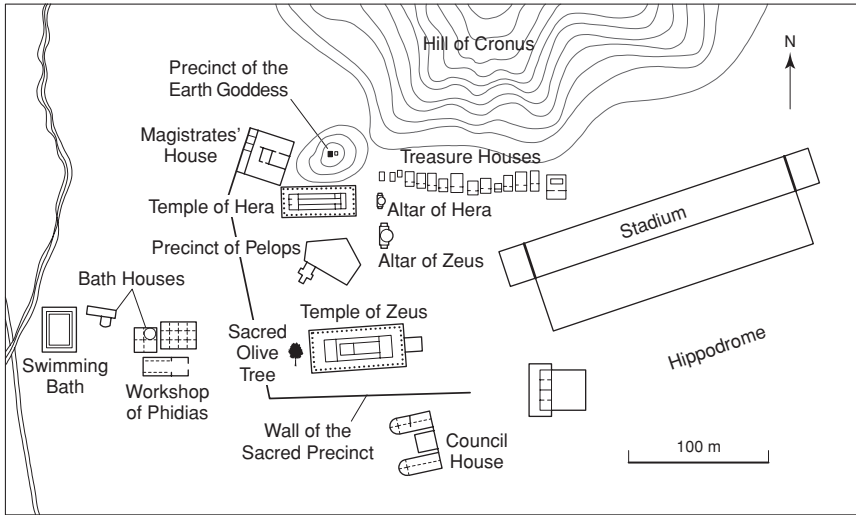 Hill of Cronus
N
Precinct of the
Earth Goddess
Magistrates'
House
Treasure Houses
Temple of Hera
Altar of Hera
Stadium
Precinct of Pelops
Altar of Zeus
Bath Houses
Temple of Zeus
Sacred
Olive
Tree
Swimming
Bath
Workshop
of Phidias
Hippodrome
Wall of the
Sacred Precinct
Council
House
100 m